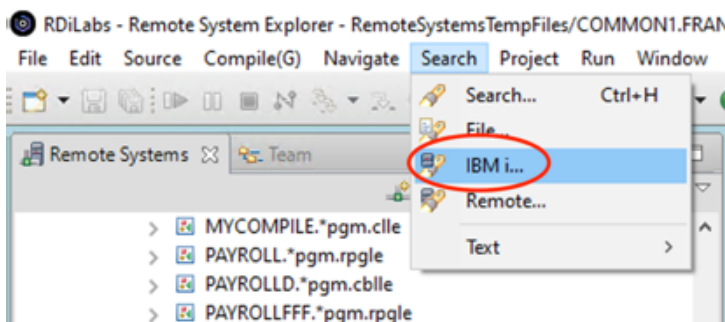 RDiLabs - Remote System Explorer - RemoteSystemsTempFiles/COMMON1.FRAN
File Edit Source Compile(G) Navigate Search Project Run Window
Search... Ctrl+H
File...
Remote Systems Team
IBM i...
Remote...
MYCOMPILE.*pgm.clle
PAYROLL.*pgm.rpgle
Text
PAYROLLD.*pgm.cblle
PAYROLLFFF.*pgm.rpgle